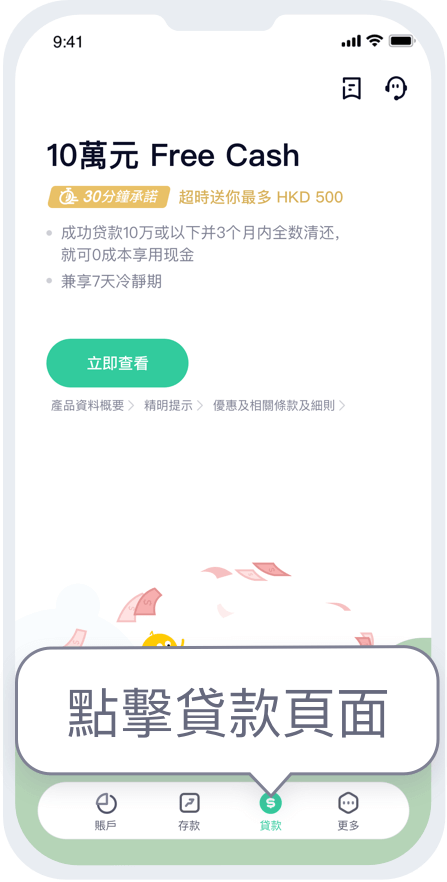 9:41
10萬元 Free Cash
30分鐘承諾 超時送你最多 HKD 500
成功贷款10万或以下并3个月内全数清还，
就可0成本享用现金
兼享7天冷靜期
立即查看
產品資料概要 精明提示 優惠及相關條款及細則
點擊貸款頁面
賬戶 存款 貸款 更多